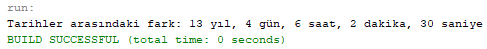 run:
Tarihler arasındaki fark: 13 yıl, 4 gün, 6 saat, 2 dakika, 30 saniye
BUILD SUCCESSFUL (total time: 0 seconds)